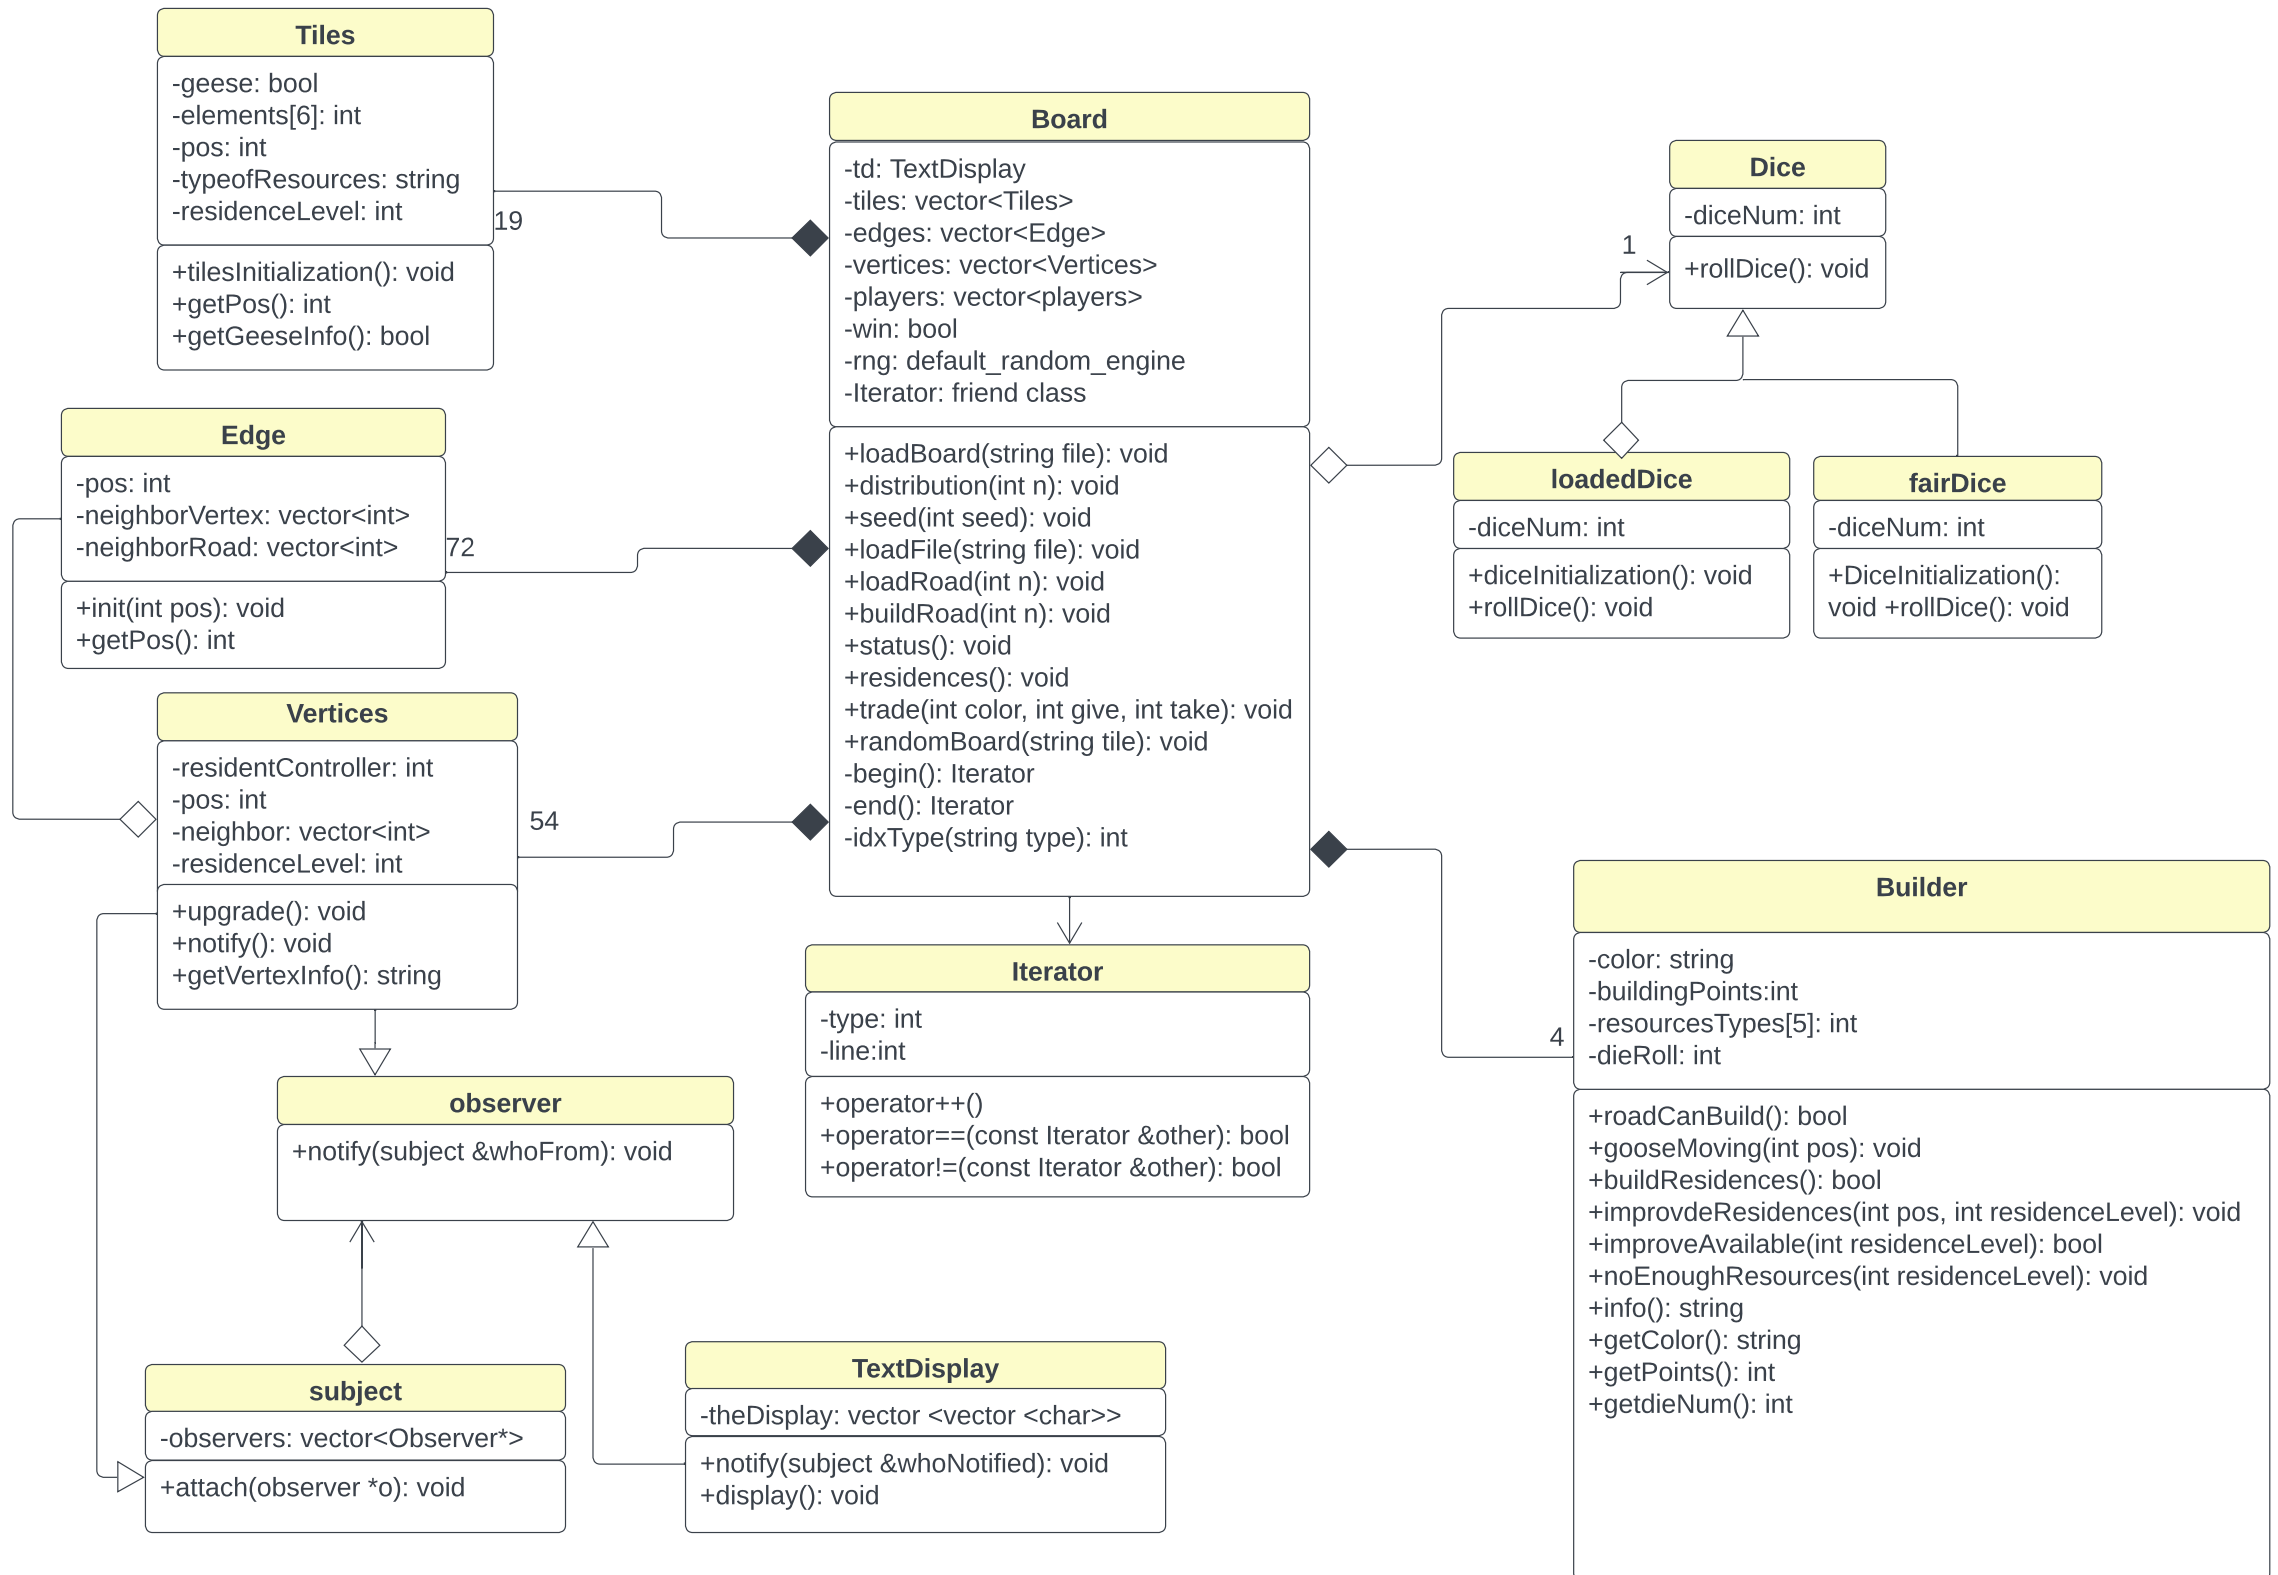 Tiles
-geese: bool
-elements[6]: int
-pos: int
-typeofResources: string
-residenceLevel: int
+tilesInitialization(): void
+getPos(): int
+getGeeseInfo(): bool
19
Board
-td: TextDisplay
-tiles: vector<Tiles>
-edges: vector<Edge>
-vertices: vector<Vertices>
-players: vector<players>
-win: bool
-rng: default_random_engine
-Iterator: friend class
+loadBoard(string file): void
+distribution(int n): void
+seed(int seed): void
+loadFile(string file): void
+loadRoad(int n): void
+buildRoad(int n): void
+status(): void
+residences(): void
+trade(int color, int give, int take): void
+randomBoard(string tile): void
-begin(): Iterator
-end(): Iterator
-idxType(string type): int
Dice
-diceNum: int
+rollDice(): void
1
loadedDice
-diceNum: int
+diceInitialization(): void
+rollDice(): void
fairDice
-diceNum: int
+DiceInitialization():
void +rollDice(): void
Edge
-pos: int
-neighborVertex: vector<int>
-neighborRoad: vector<int>
+init(int pos): void
+getPos(): int
72
Vertices
-residentController: int
-pos: int
-neighbor: vector<int>
-residenceLevel: int
+upgrade(): void
+notify(): void
+getVertexInfo(): string
54
Iterator
-type: int
-line:int
+operator++()
+operator==(const Iterator &other): bool
+operator!=(const Iterator &other): bool
Builder
-color: string
-buildingPoints:int
-resourcesTypes[5]: int
-dieRoll: int
+roadCanBuild(): bool
+gooseMoving(int pos): void
+buildResidences(): bool
+improvdeResidences(int pos, int residenceLevel): void
+improveAvailable(int residenceLevel): bool
+noEnoughResources(int residenceLevel): void
+info(): string
+getColor(): string
+getPoints(): int
+getdieNum(): int
4
observer
+notify(subject &whoFrom): void
subject
-observers: vector<Observer*>
+attach(observer *o): void
TextDisplay
-theDisplay: vector <vector <char>>
+notify(subject &whoNotified): void
+display(): void